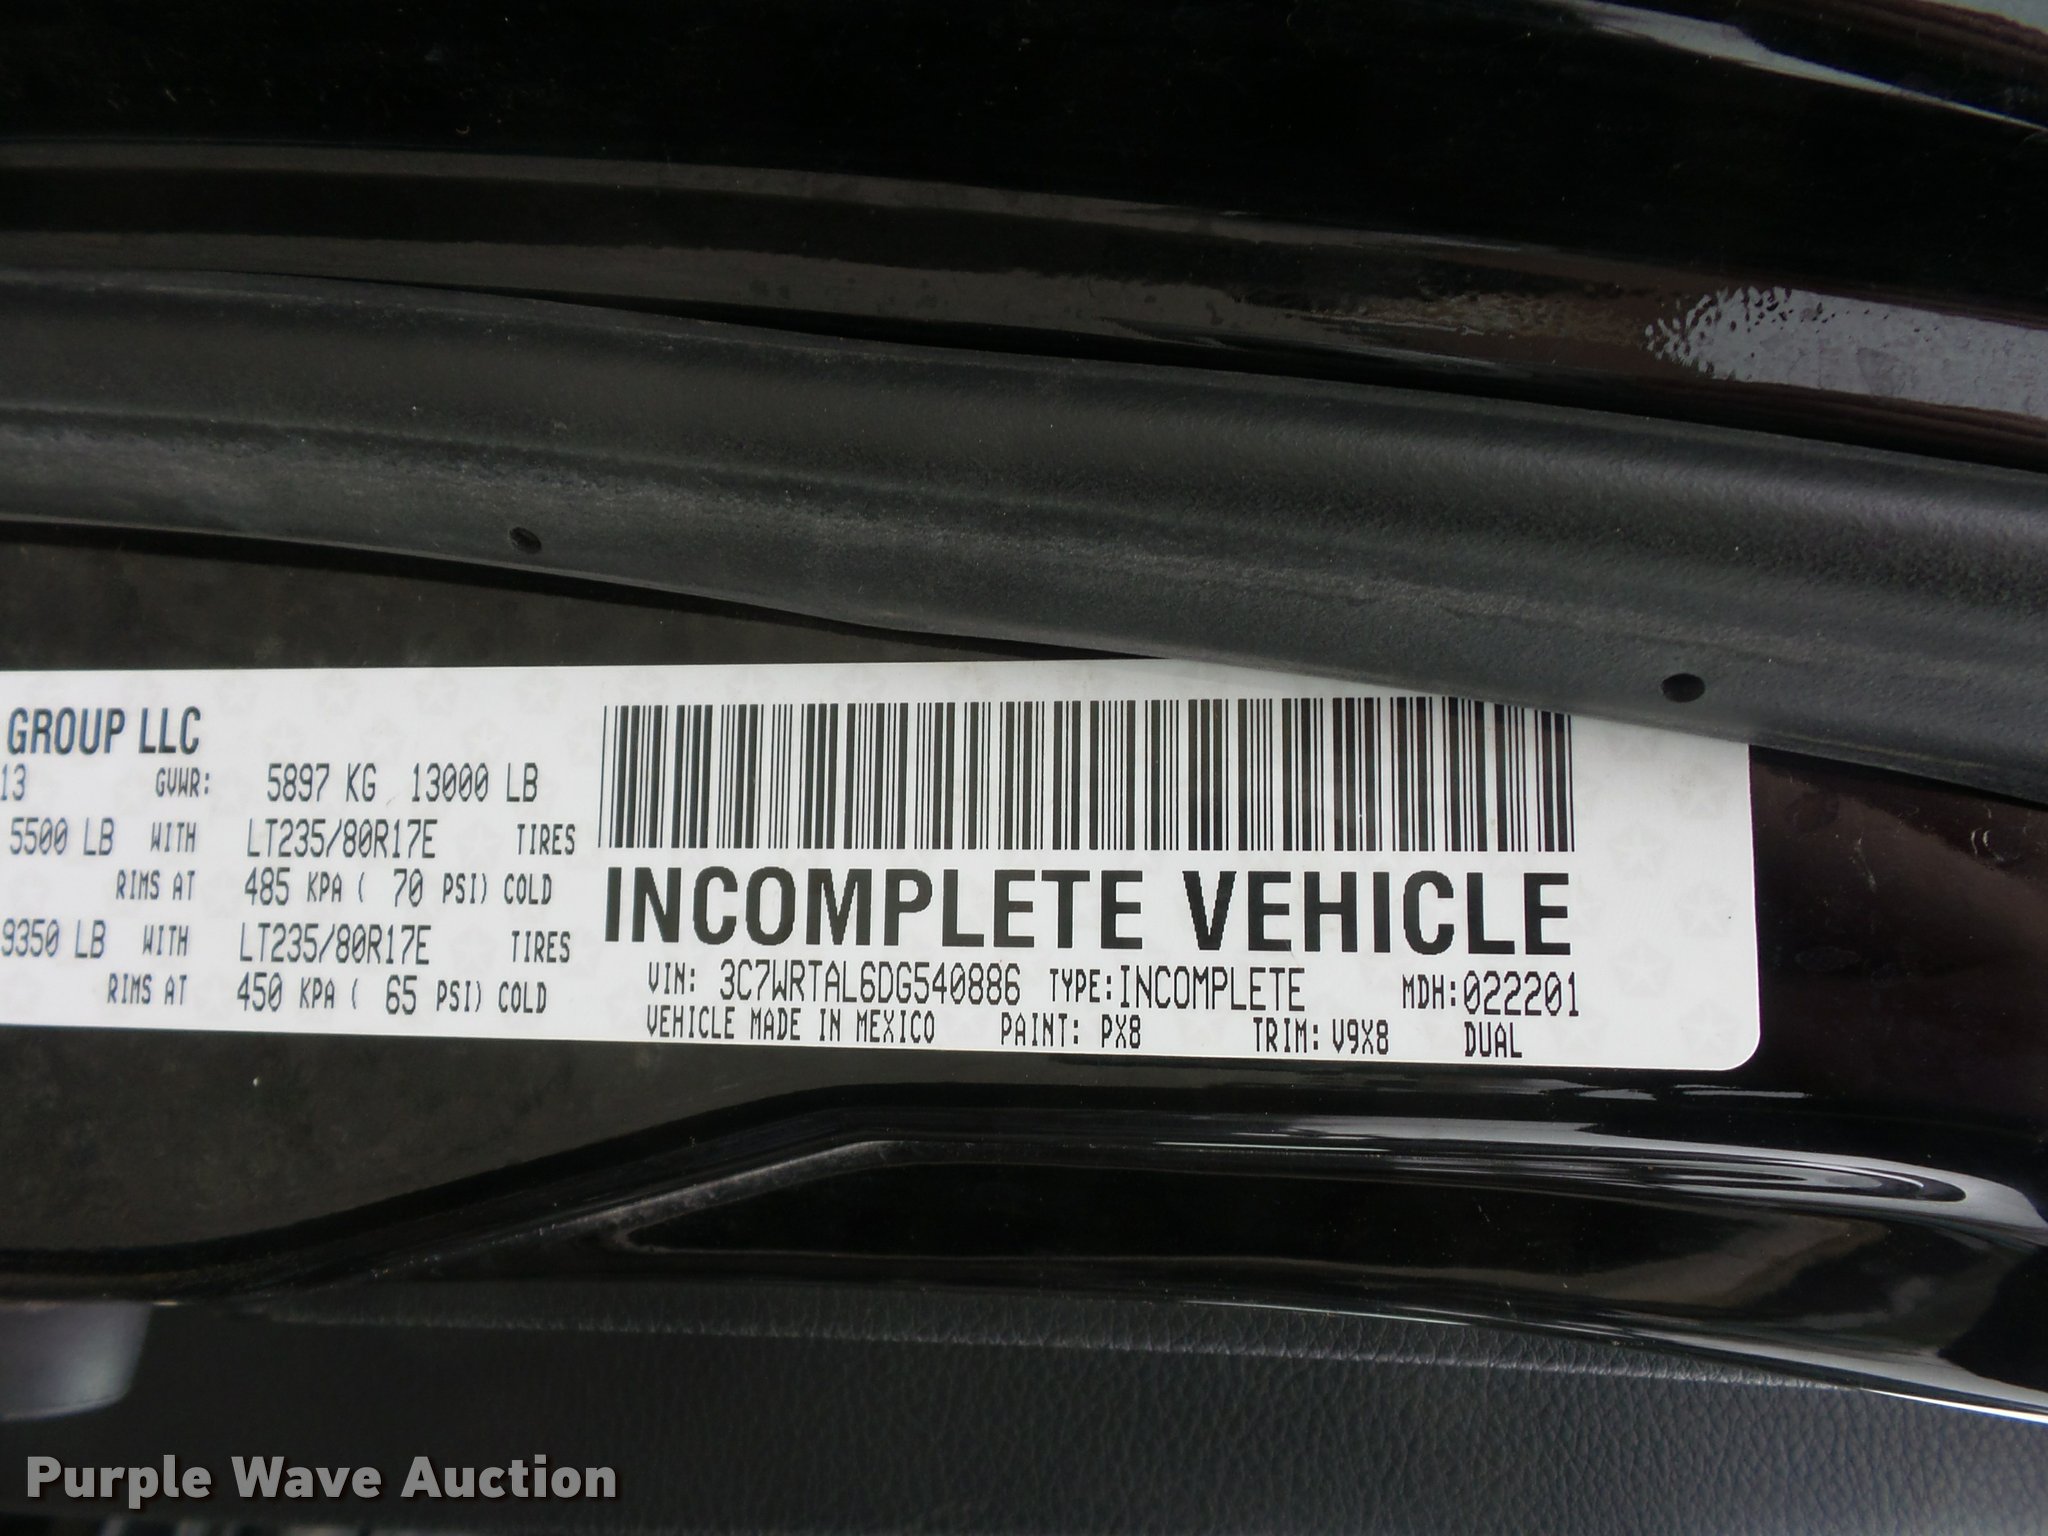 GROUP LLC
13 GVWR: 5897 KG 13000 LB
5500 LB WITH LT235/80R17E TIRES
RIMS AT 485 KPA ( 70 PSI) COLD
9350 LB WITH LT235/80R17E TIRES
RIMS AT 450 KPA ( 65 PSI) COLD
INCOMPLETE VEHICLE
VIN: 3C7WRTAL6DG540886 TYPE: INCOMPLETE MDH: 022201
VEHICLE MADE IN MEXICO PAINT: PX8 TRIM: V9X8 DUAL
Purple Wave Auction